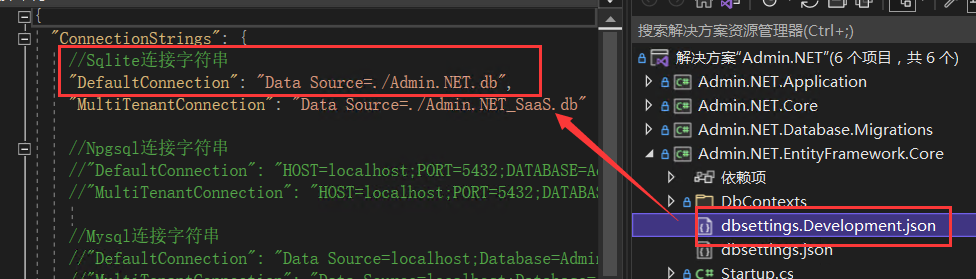 {
"ConnectionStrings": {
//Sqlite连接字符串
"DefaultConnection": "Data Source=./Admin.NET.db",
"MultiTenantConnection": "Data Source=./Admin.NET_SaaS.db"
//Npgsql连接字符串
//"DefaultConnection": "HOST=localhost;PORT=5432;DATABASE=Ad
//"MultiTenantConnection": "HOST=localhost;PORT=5432;DATABAS
//Mysql连接字符串
//"DefaultConnection": "Data Source=localhost;Database=Admin
//"MultiTenantConnection": "Data Source=localhost;Database=
搜索解决方案资源管理器(Ctrl+;)
解决方案"Admin.NET"(6 个项目，共 6 个)
Admin.NET.Application
Admin.NET.Core
Admin.NET.Database.Migrations
Admin.NET.EntityFramework.Core
依赖项
DbContexts
dbsettings.Development.json
dbsettings.json
Startup.cs